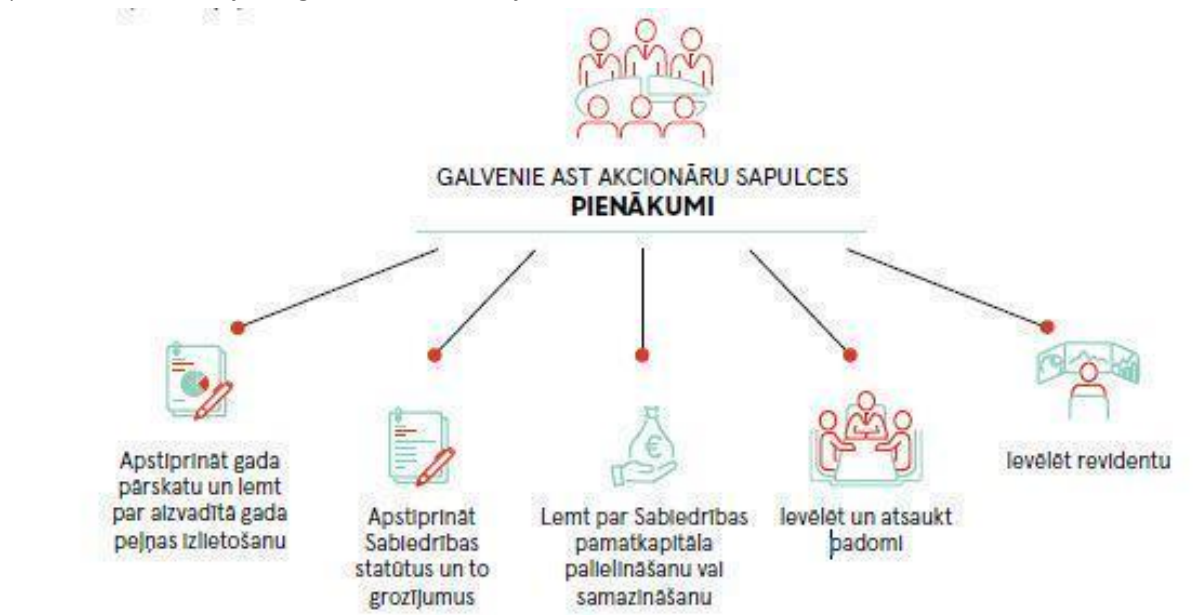 GALVENIE AST AKCIONĀRU SAPULCES
PIENĀKUMI
Apstiprināt gada
pārskatu un lemt
par aizvadītā gada
peļņas izlietošanu
Apstiprināt
Sabiedrības
statūtus un to
grozījumus
€
Lemt par Sabiedrības
pamatkapitāla
palielināšanu vai
samazināšanu
Ievēlēt un atsaukt
padomi
Ievēlēt revidentu